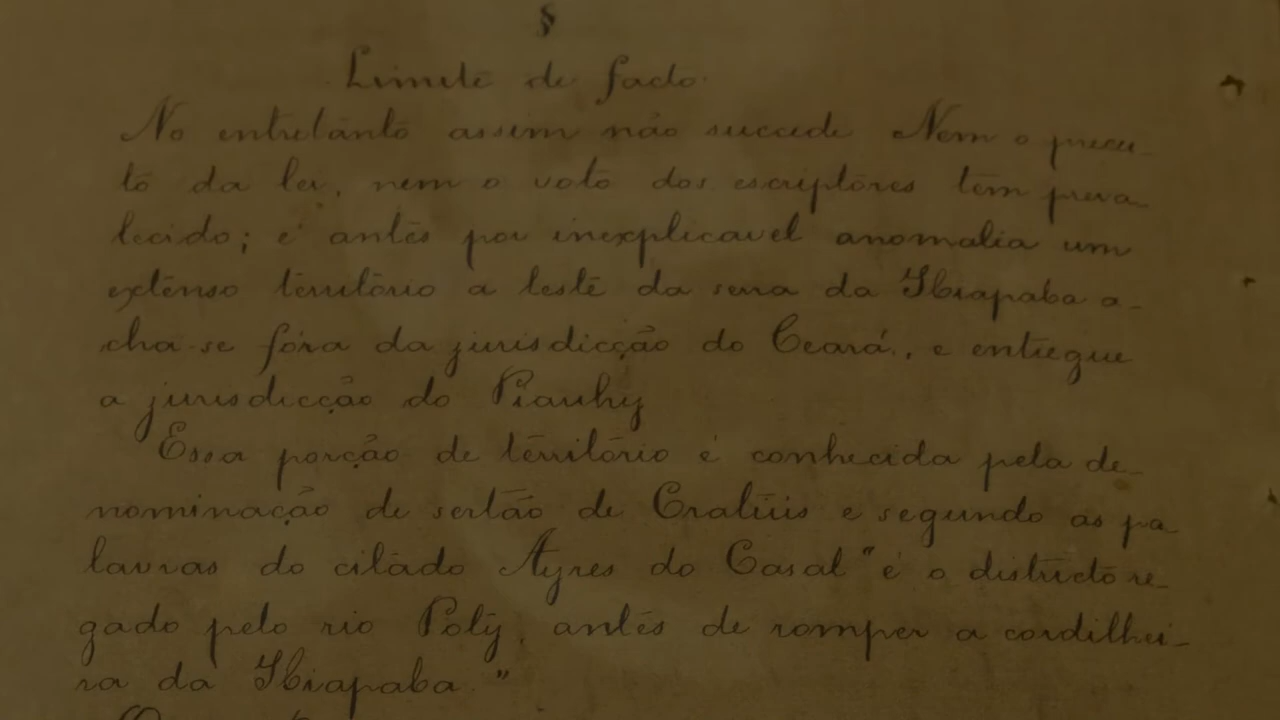 §
Limite de facto.
No entretanto assim não succede Nem o precei-
to da lei, nem o voto dos escriptores têm preva-
lecido; é antes por inexplicavel anomalia um
extenso territorio a leste da serra da Ibiapaba a-
cha-se fóra da jurisdicção do Ceará, e entregue
a jurisdicção do Piauhy
Essa porção de territorio é conhecida pela de-
nominação de sertão de Cratiúis e segundo as pa-
lavras do citado Ayres do Casal "é o districto re-
gado pelo rio Poty, antes de romper a cordilhei-
ra da Ibiapaba."